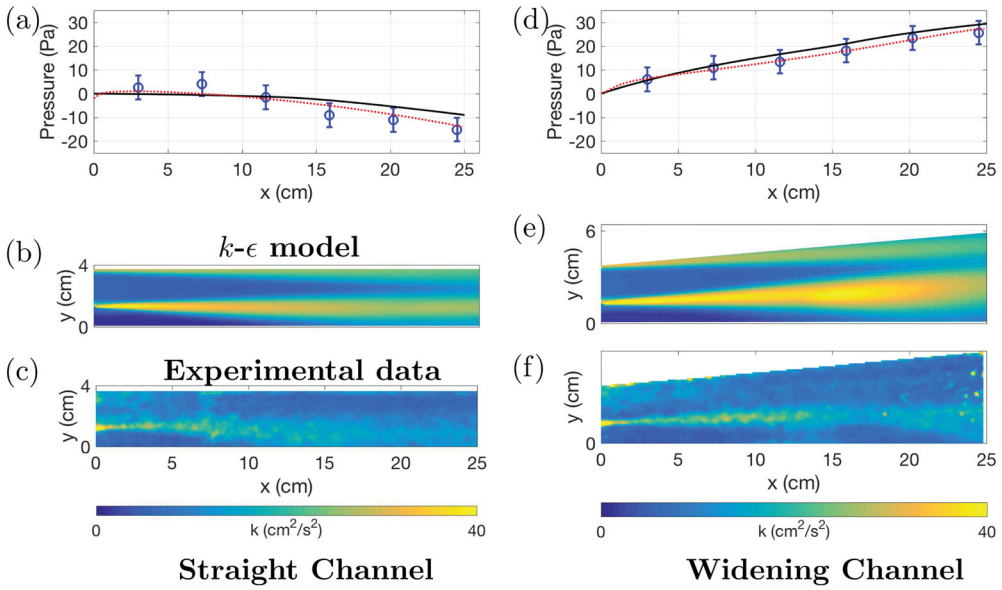 (a)
Pressure (Pa)
30
20
10
0
-10
-20
0 5 10 15 20 25
x (cm)
(d)
Pressure (Pa)
30
20
10
0
-10
-20
0 5 10 15 20 25
x (cm)
(b)
k-ϵ model
y (cm)
4
0
(e)
y (cm)
6
0
(c)
Experimental data
y (cm)
4
0
0 5 10 15 20 25
x (cm)
(f)
y (cm)
0
0 5 10 15 20 25
x (cm)
0 k (cm²/s²) 40
0 k (cm²/s²) 40
Straight Channel
Widening Channel